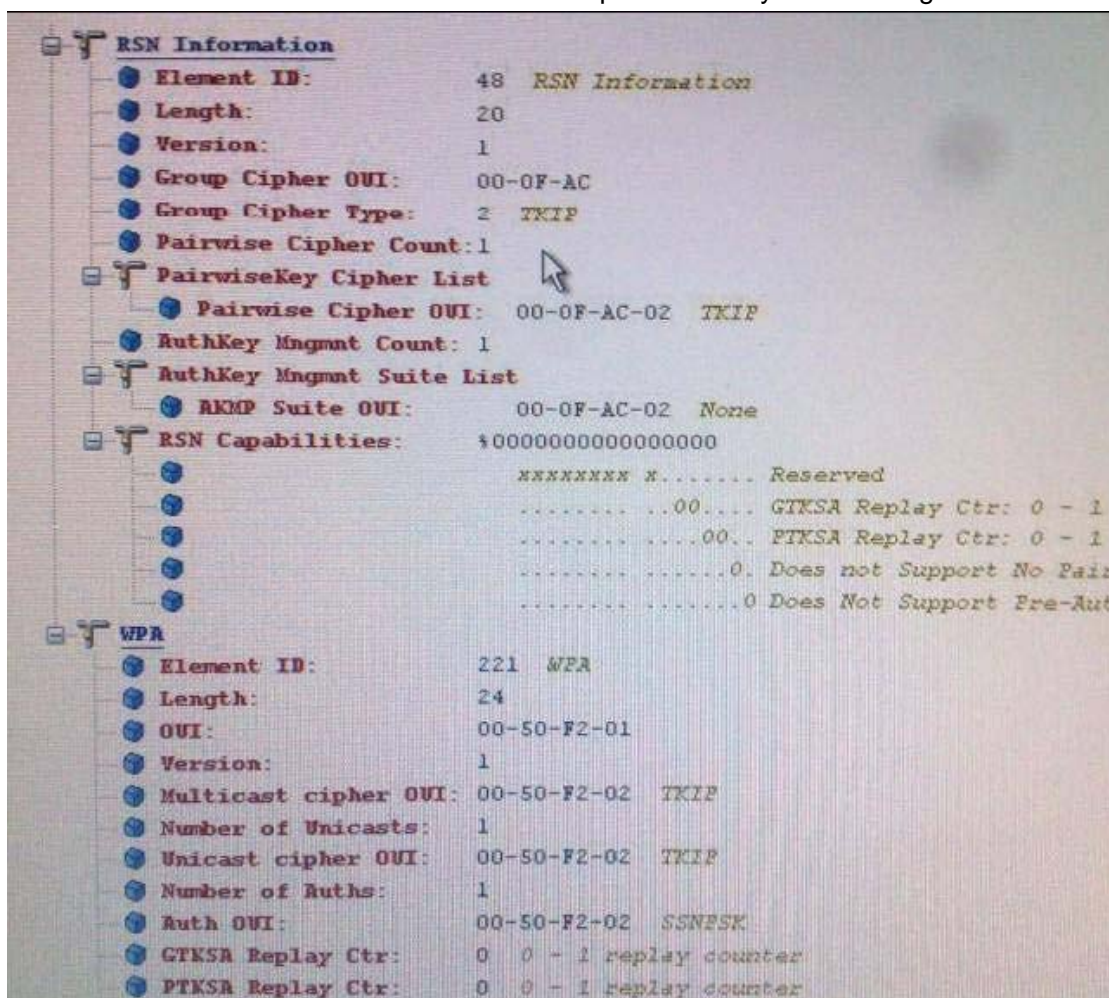 RSN Information
Element ID: 48 RSN Information
Length: 20
Version: 1
Group Cipher OUI: 00-0F-AC
Group Cipher Type: 2 TKIP
Pairwise Cipher Count:1
PairwiseKey Cipher List
Pairwise Cipher OUI: 00-0F-AC-02 TKIP
AuthKey Mngmnt Count: 1
AuthKey Mngmnt Suite List
AKMP Suite OUI: 00-0F-AC-02 None
RSN Capabilities: %0000000000000000
xxxxxxxx x....... Reserved
........ ..00.... GTKSA Replay Ctr: 0 - 1
........ ....00.. PTKSA Replay Ctr: 0 - 1
........ ......0. Does not Support No Pair
........ .......0 Does Not Support Pre-Aut
WPA
Element ID: 221 WPA
Length: 24
OUI: 00-50-F2-01
Version: 1
Multicast cipher OUI: 00-50-F2-02 TKIP
Number of Unicasts: 1
Unicast cipher OUI: 00-50-F2-02 TKIP
Number of Auths: 1
Auth OUI: 00-50-F2-02 SSNPSK
GTKSA Replay Ctr: 0 0 - 1 replay counter
PTKSA Replay Ctr: 0 0 - 1 replay counter